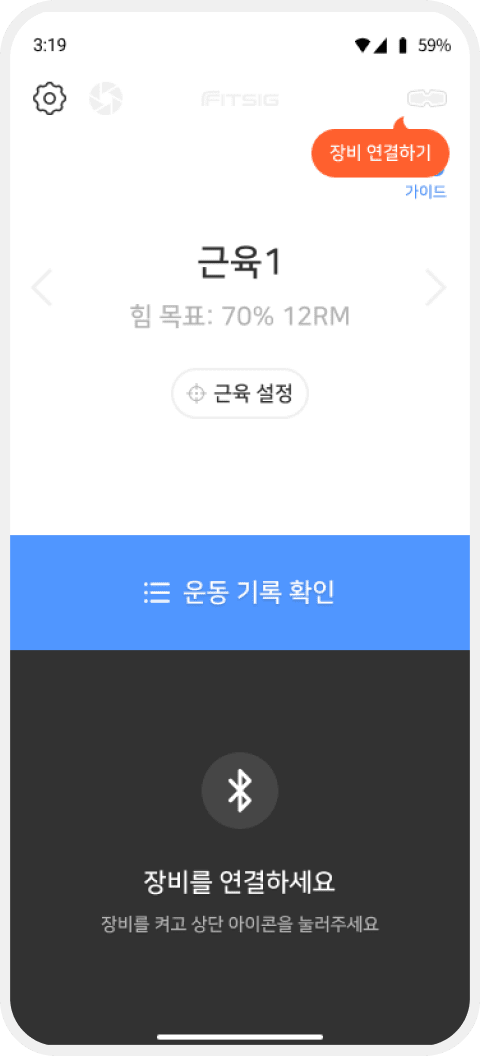 3:19
59%
FITSIG
장비 연결하기
가이드
근육1
힘 목표: 70% 12RM
근육 설정
운동 기록 확인
장비를 연결하세요
장비를 켜고 상단 아이콘을 눌러주세요